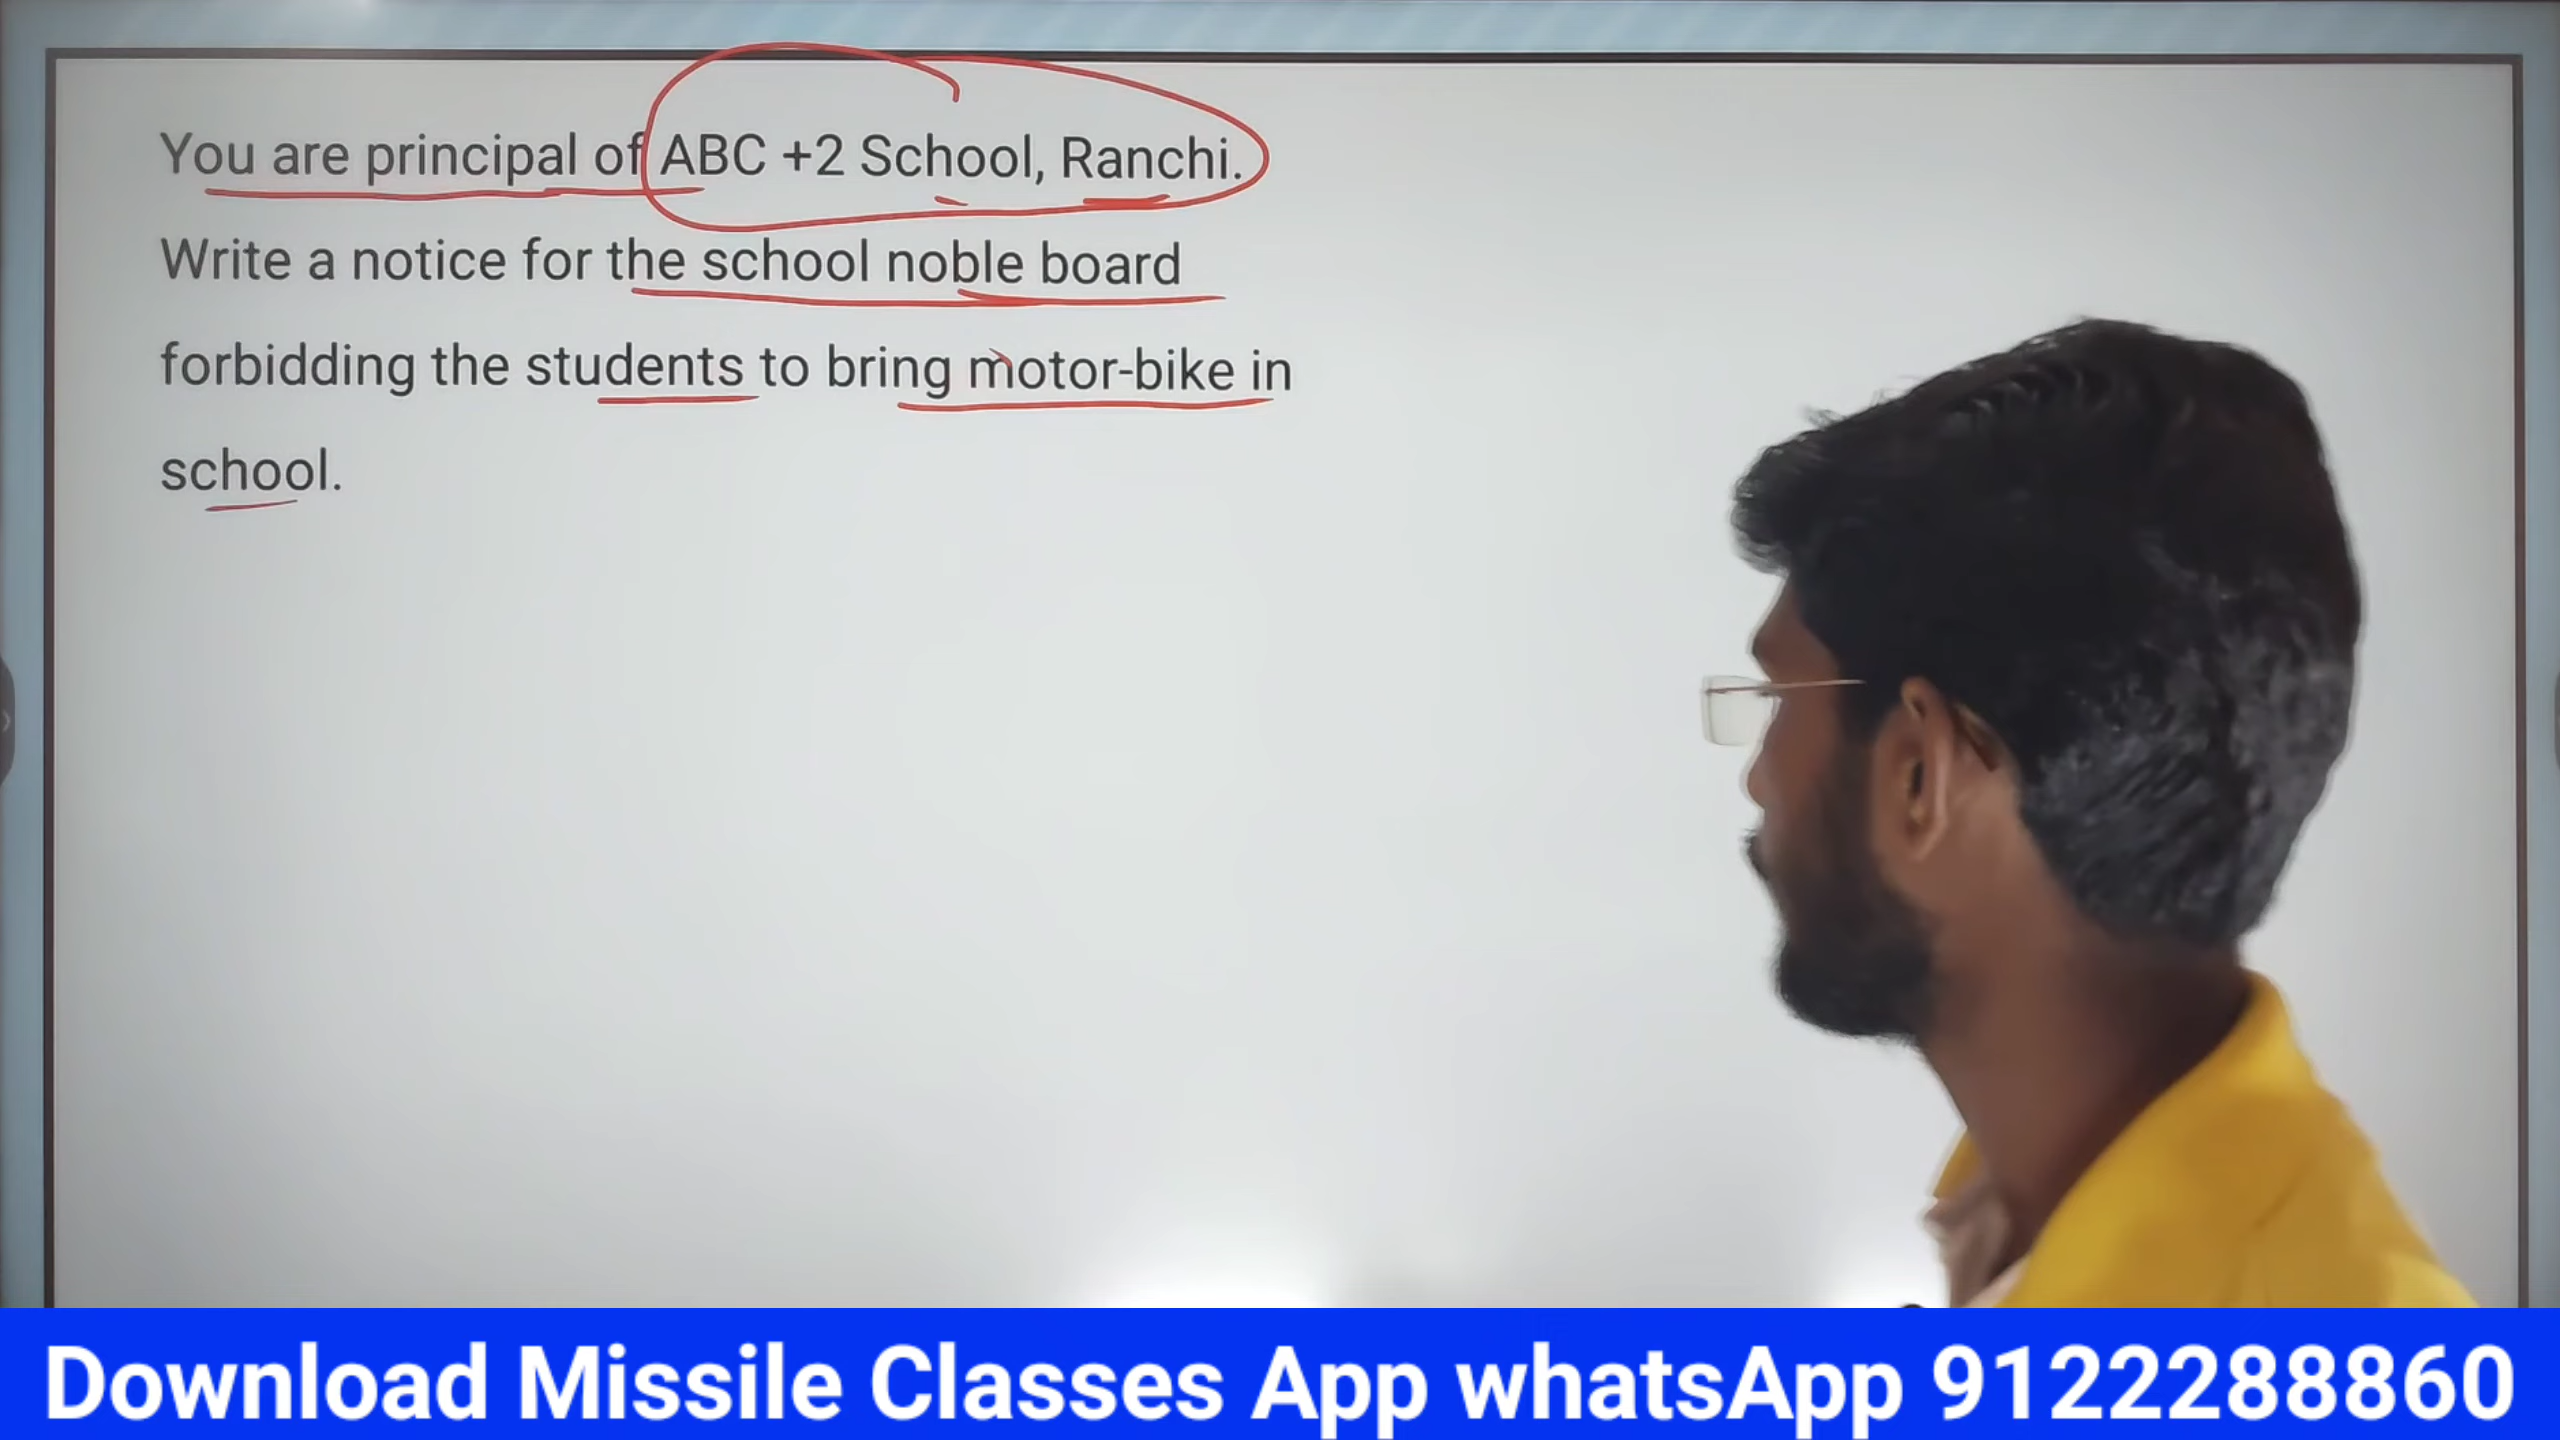 You are principal of ABC +2 School, Ranchi.
Write a notice for the school noble board
forbidding the students to bring motor-bike in
school.
Download Missile Classes App whatsApp 9122288860